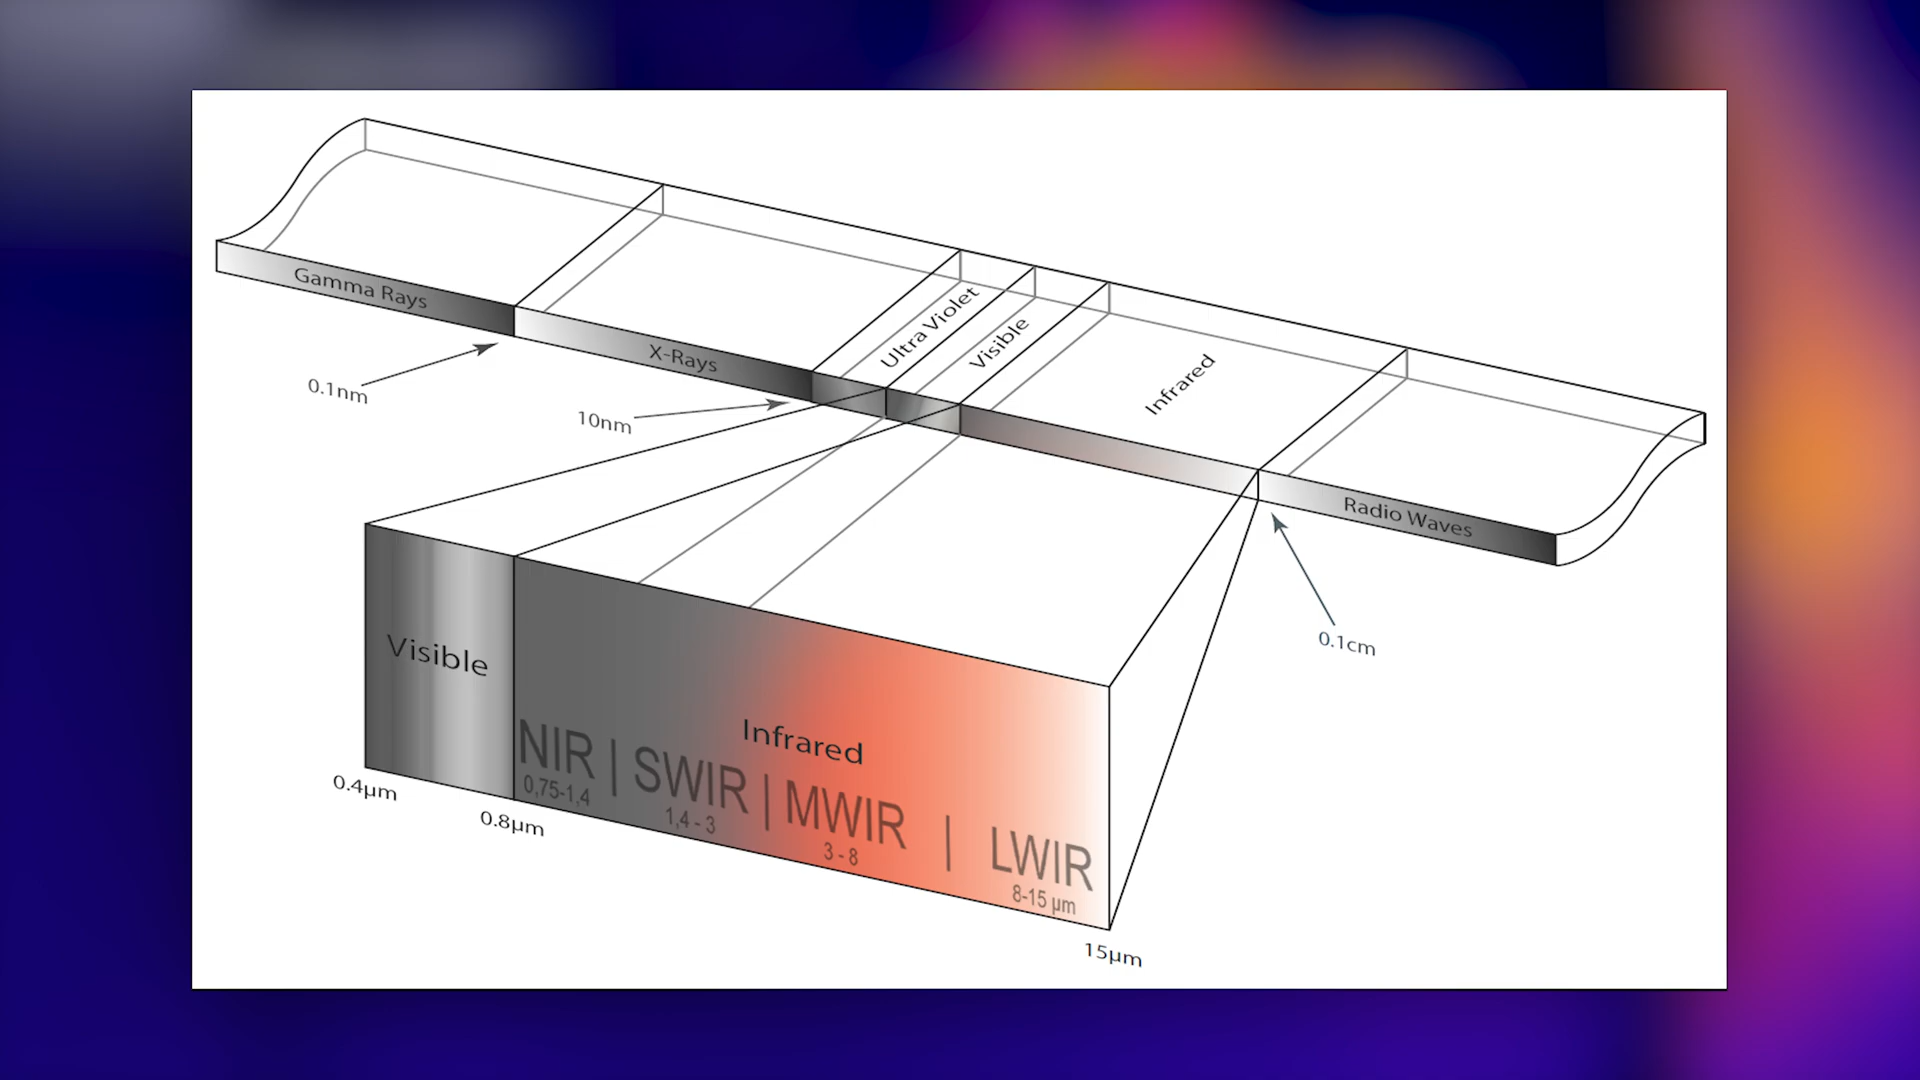 Gamma Rays
X-Rays
Ultra Violet
Visible
Infrared
Radio Waves
0.1nm
10nm
0.1cm
Visible
Infrared
NIR | SWIR | MWIR | LWIR
0,75-1,4
1,4 - 3
3 - 8
8-15 µm
0.4µm
0.8µm
15µm